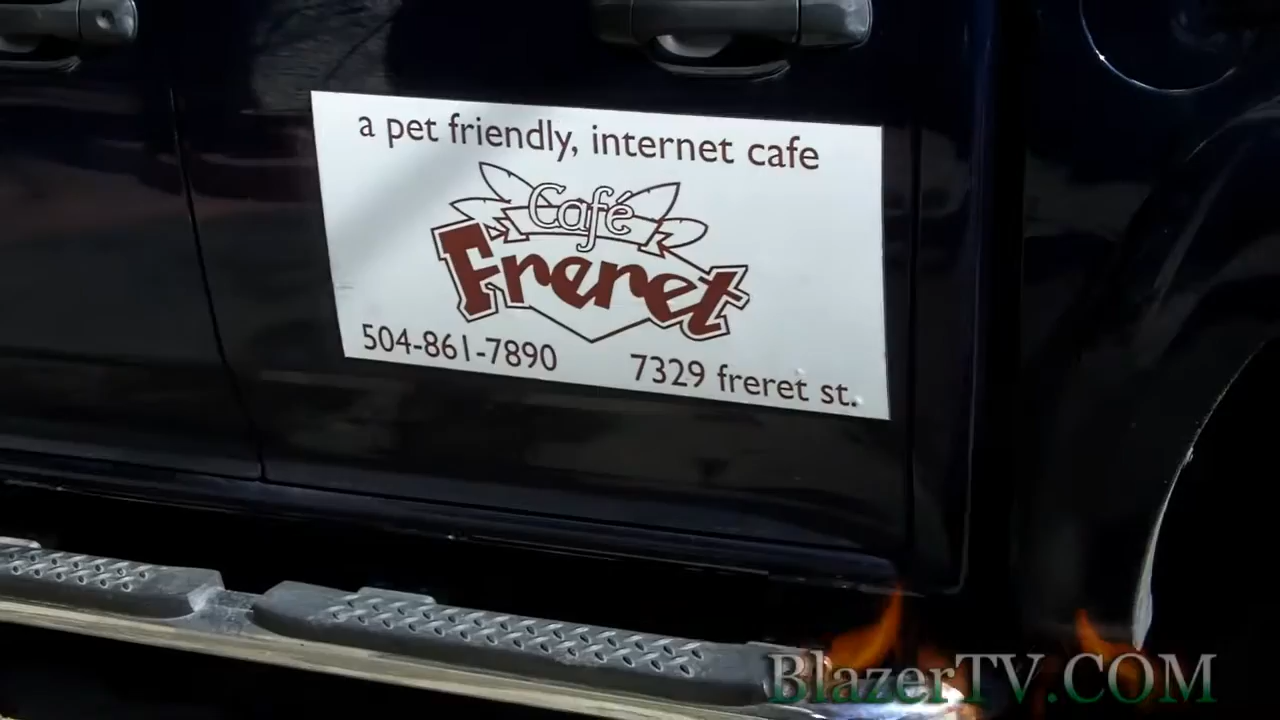 a pet friendly, internet cafe
Café
Freret
504-861-7890 7329 freret st.
BlazerTV.COM